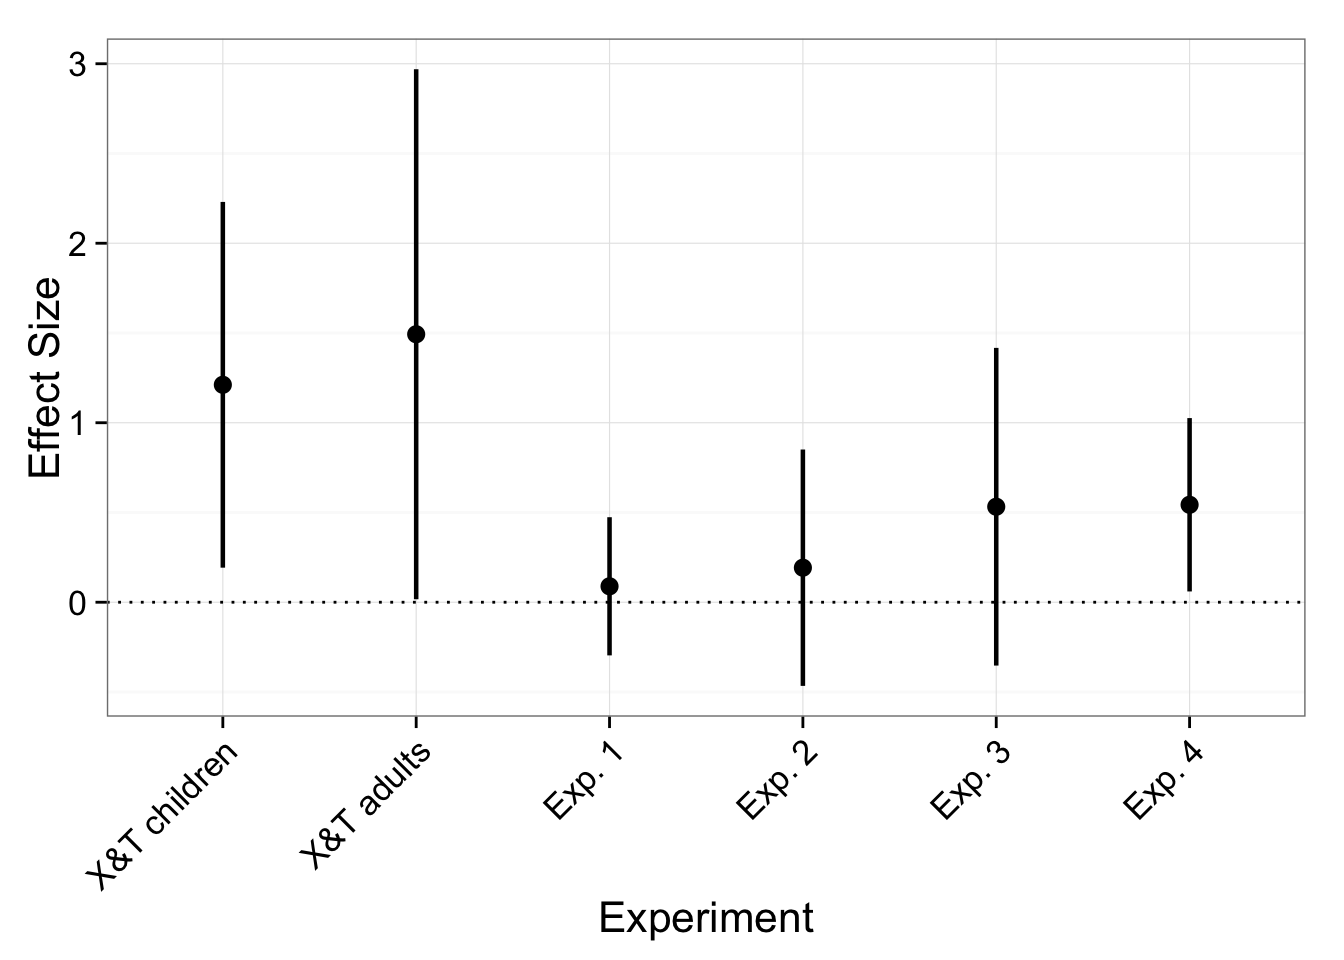 Effect Size
3
2
1
0
X&T children
X&T adults
Exp. 1
Exp. 2
Exp. 3
Exp. 4
Experiment